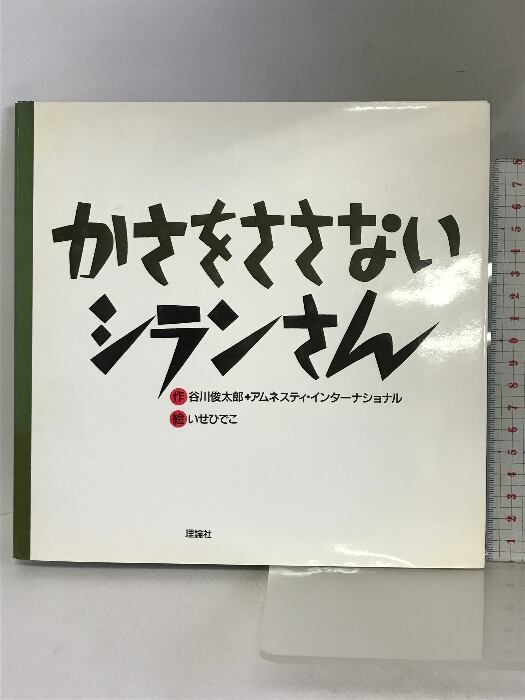 かさをささない
シランさん
作 谷川俊太郎+アムネスティ・インターナショナル
絵 いせひでこ
理論社